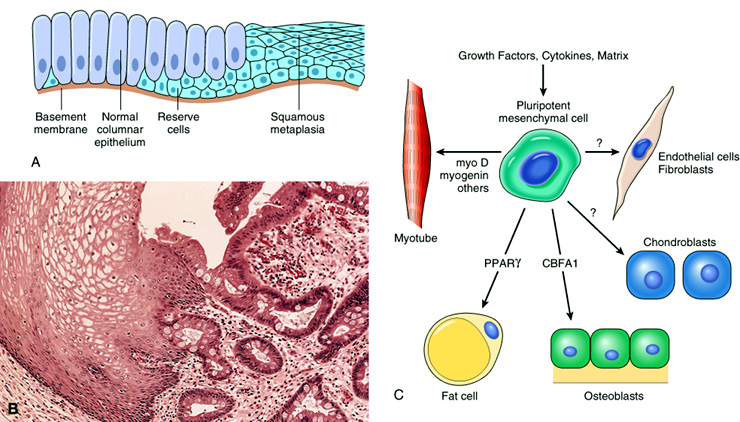 Basement
membrane
Normal
columnar
epithelium
Reserve
cells
Squamous
metaplasia
A
B
Growth Factors, Cytokines, Matrix
Pluripotent
mesenchymal cell
?
myo D
myogenin
others
Endothelial cells
Fibroblasts
Myotube
?
Chondroblasts
PPARγ
CBFA1
Fat cell
Osteoblasts
C